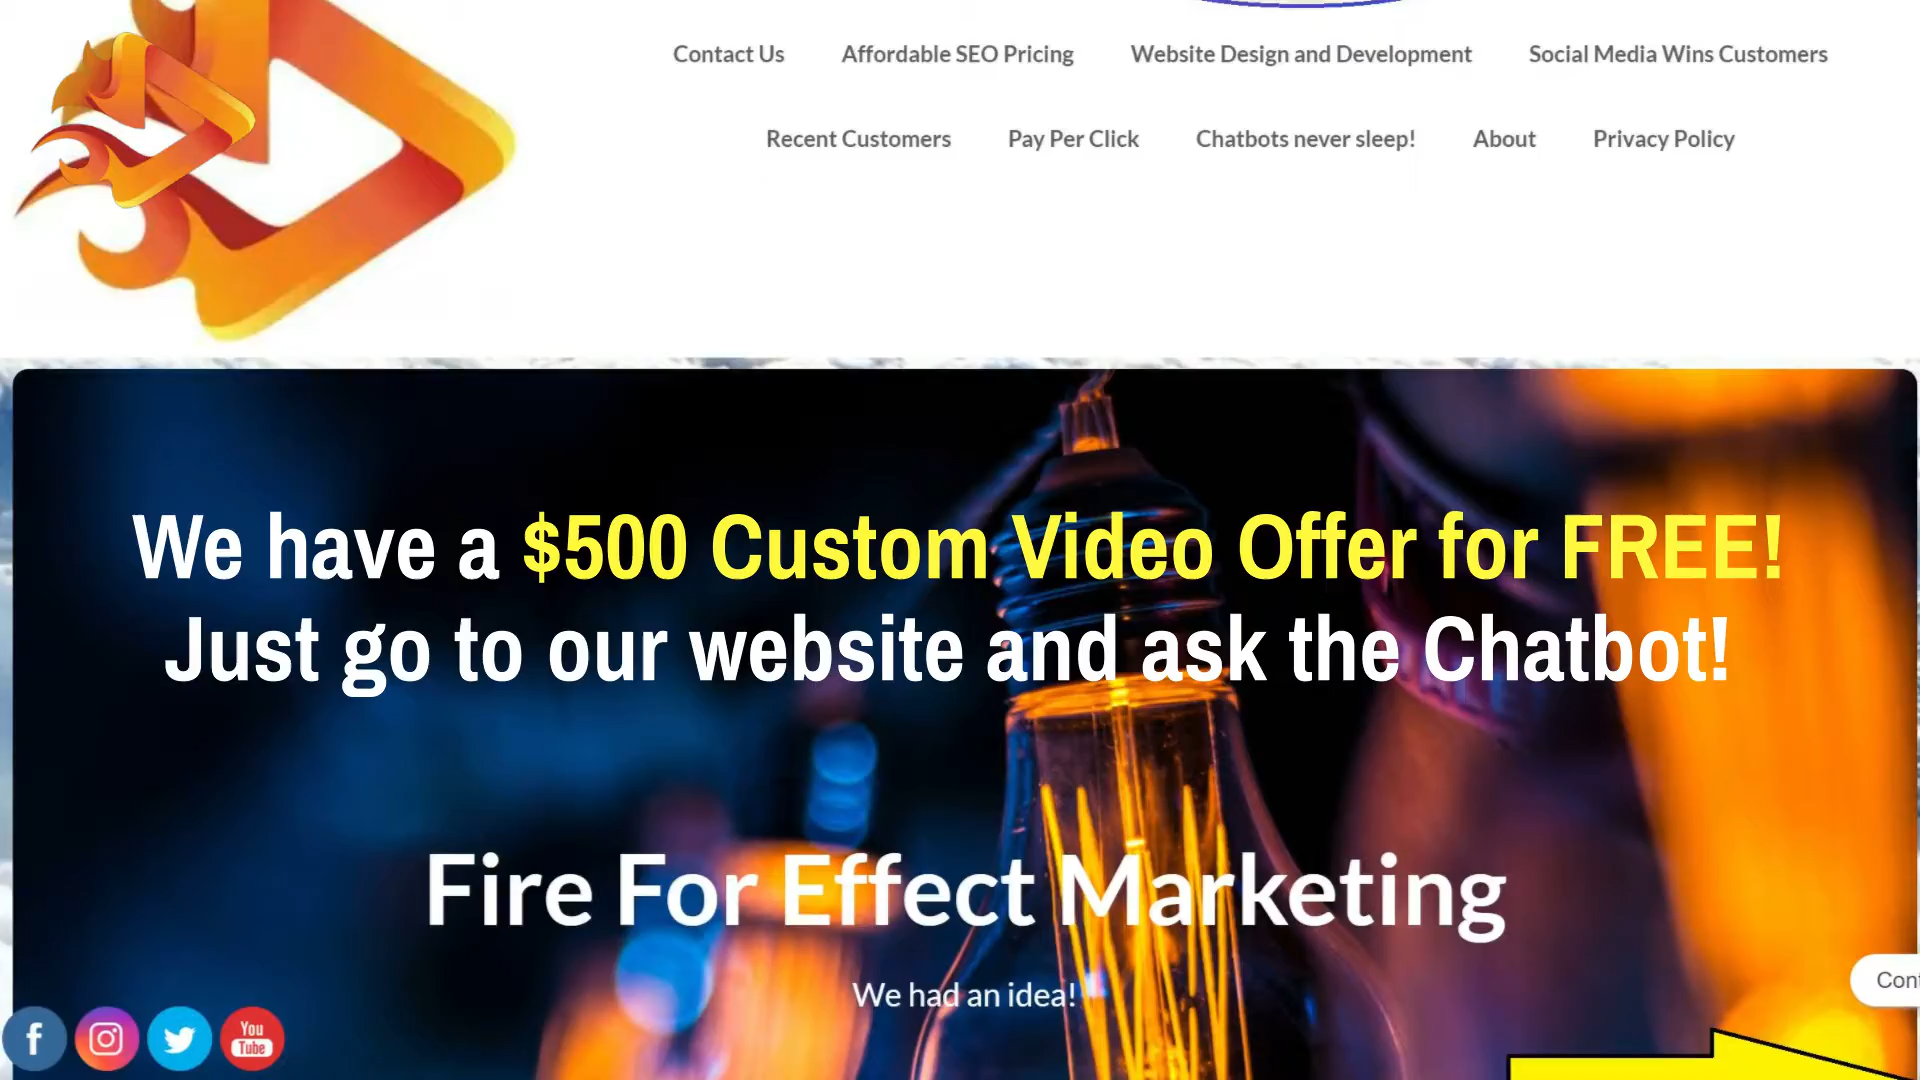 Contact Us Affordable SEO Pricing Website Design and Development Social Media Wins Customers
Recent Customers Pay Per Click Chatbots never sleep! About Privacy Policy
We have a $500 Custom Video Offer for FREE!
Just go to our website and ask the Chatbot!
Fire For Effect Marketing
We had an idea!
You
Tube